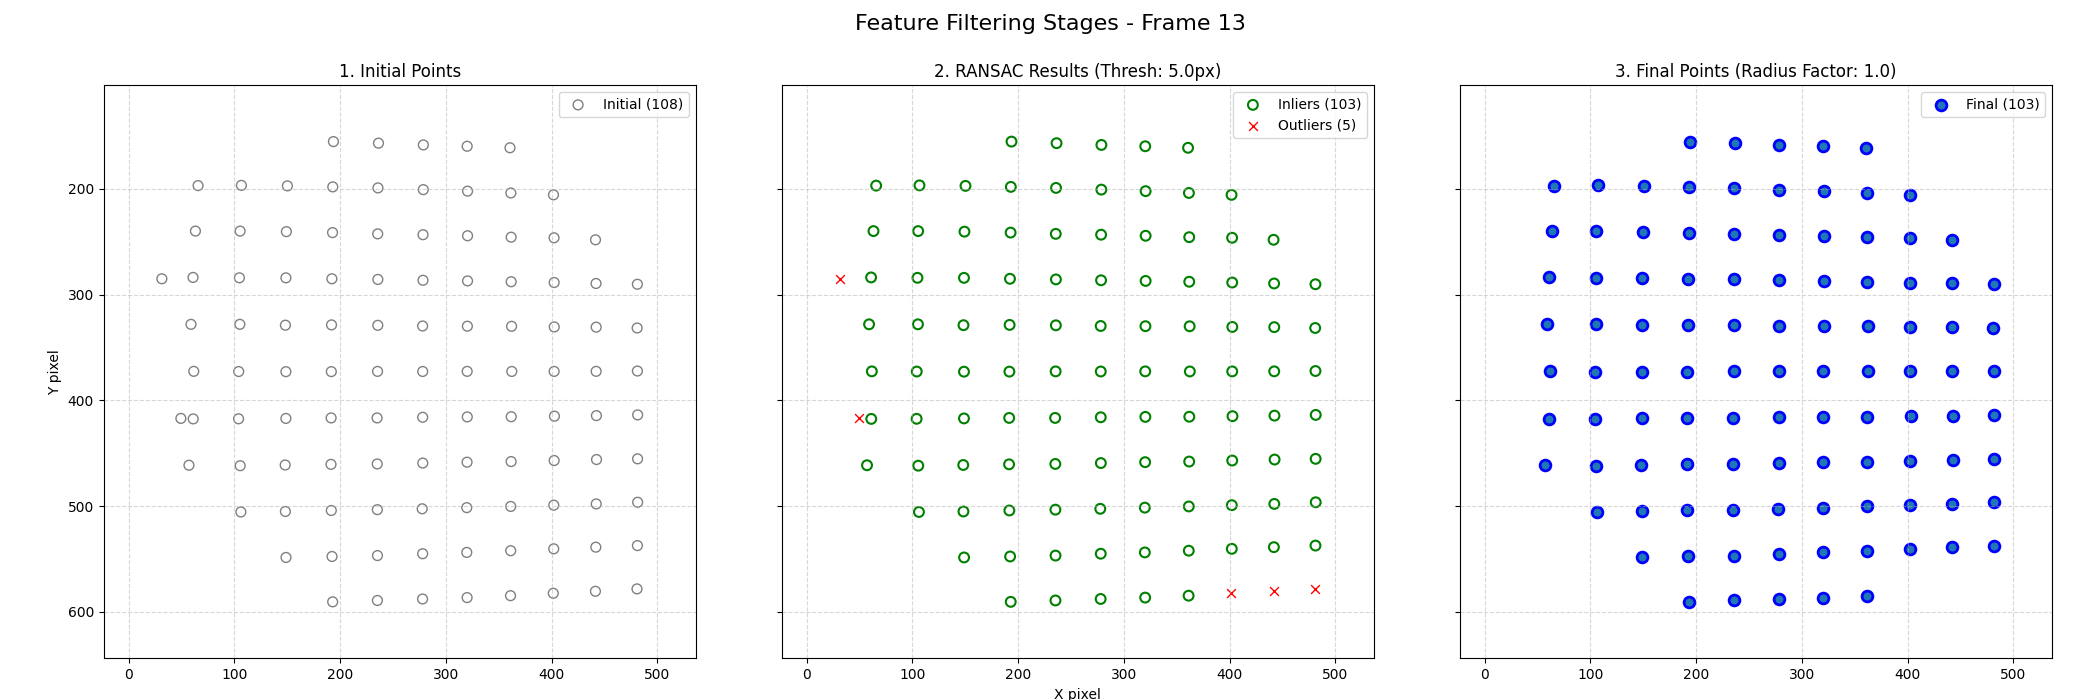 Feature Filtering Stages - Frame 13
1. Initial Points
Initial (108)
Y pixel
200
300
400
500
600
0 100 200 300 400 500
2. RANSAC Results (Thresh: 5.0px)
Inliers (103)
Outliers (5)
0 100 200 300 400 500
X pixel
3. Final Points (Radius Factor: 1.0)
Final (103)
0 100 200 300 400 500